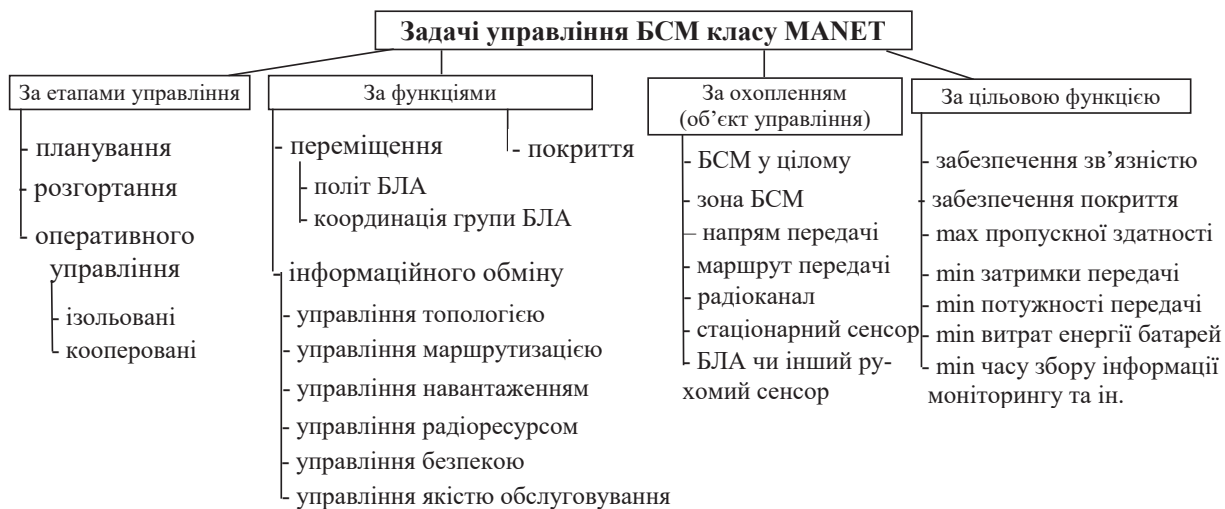 Задачі управління БСМ класу MANET
За етапами управління
- планування
- розгортання
- оперативного
управління
- ізольовані
- кооперовані
За функціями
- переміщення
- політ БЛА
- координація групи БЛА
- покриття
- інформаційного обміну
- управління топологією
- управління маршрутизацією
- управління навантаженням
- управління радіоресурсом
- управління безпекою
- управління якістю обслуговування
За охопленням
(об’єкт управління)
- БСМ у цілому
- зона БСМ
– напрям передачі
- маршрут передачі
- радіоканал
- стаціонарний сенсор
- БЛА чи інший ру-
хомий сенсор
За цільовою функцією
- забезпечення зв’язністю
- забезпечення покриття
- max пропускної здатності
- min затримки передачі
- min потужності передачі
- min витрат енергії батарей
- min часу збору інформації
моніторингу та ін.